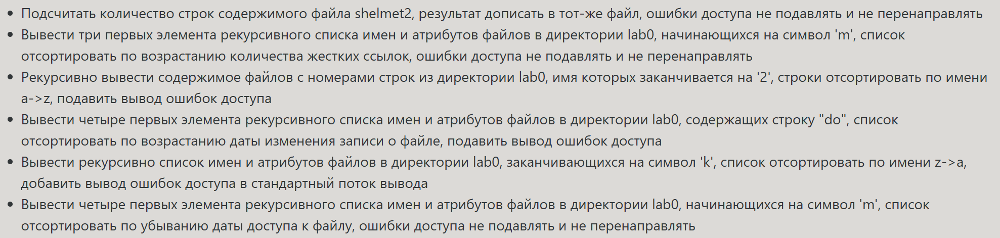 • Подсчитать количество строк содержимого файла shelmet2, результат дописать в тот-же файл, ошибки доступа не подавлять и не перенаправлять
• Вывести три первых элемента рекурсивного списка имен и атрибутов файлов в директории lab0, начинающихся на символ 'm', список
отсортировать по возрастанию количества жестких ссылок, ошибки доступа не подавлять и не перенаправлять
• Рекурсивно вывести содержимое файлов с номерами строк из директории lab0, имя которых заканчивается на '2', строки отсортировать по имени
a->z, подавить вывод ошибок доступа
• Вывести четыре первых элемента рекурсивного списка имен и атрибутов файлов в директории lab0, содержащих строку "do", список
отсортировать по возрастанию даты изменения записи о файле, подавить вывод ошибок доступа
• Вывести рекурсивно список имен и атрибутов файлов в директории lab0, заканчивающихся на символ 'k', список отсортировать по имени z->a,
добавить вывод ошибок доступа в стандартный поток вывода
• Вывести четыре первых элемента рекурсивного списка имен и атрибутов файлов в директории lab0, начинающихся на символ 'm', список
отсортировать по убыванию даты доступа к файлу, ошибки доступа не подавлять и не перенаправлять